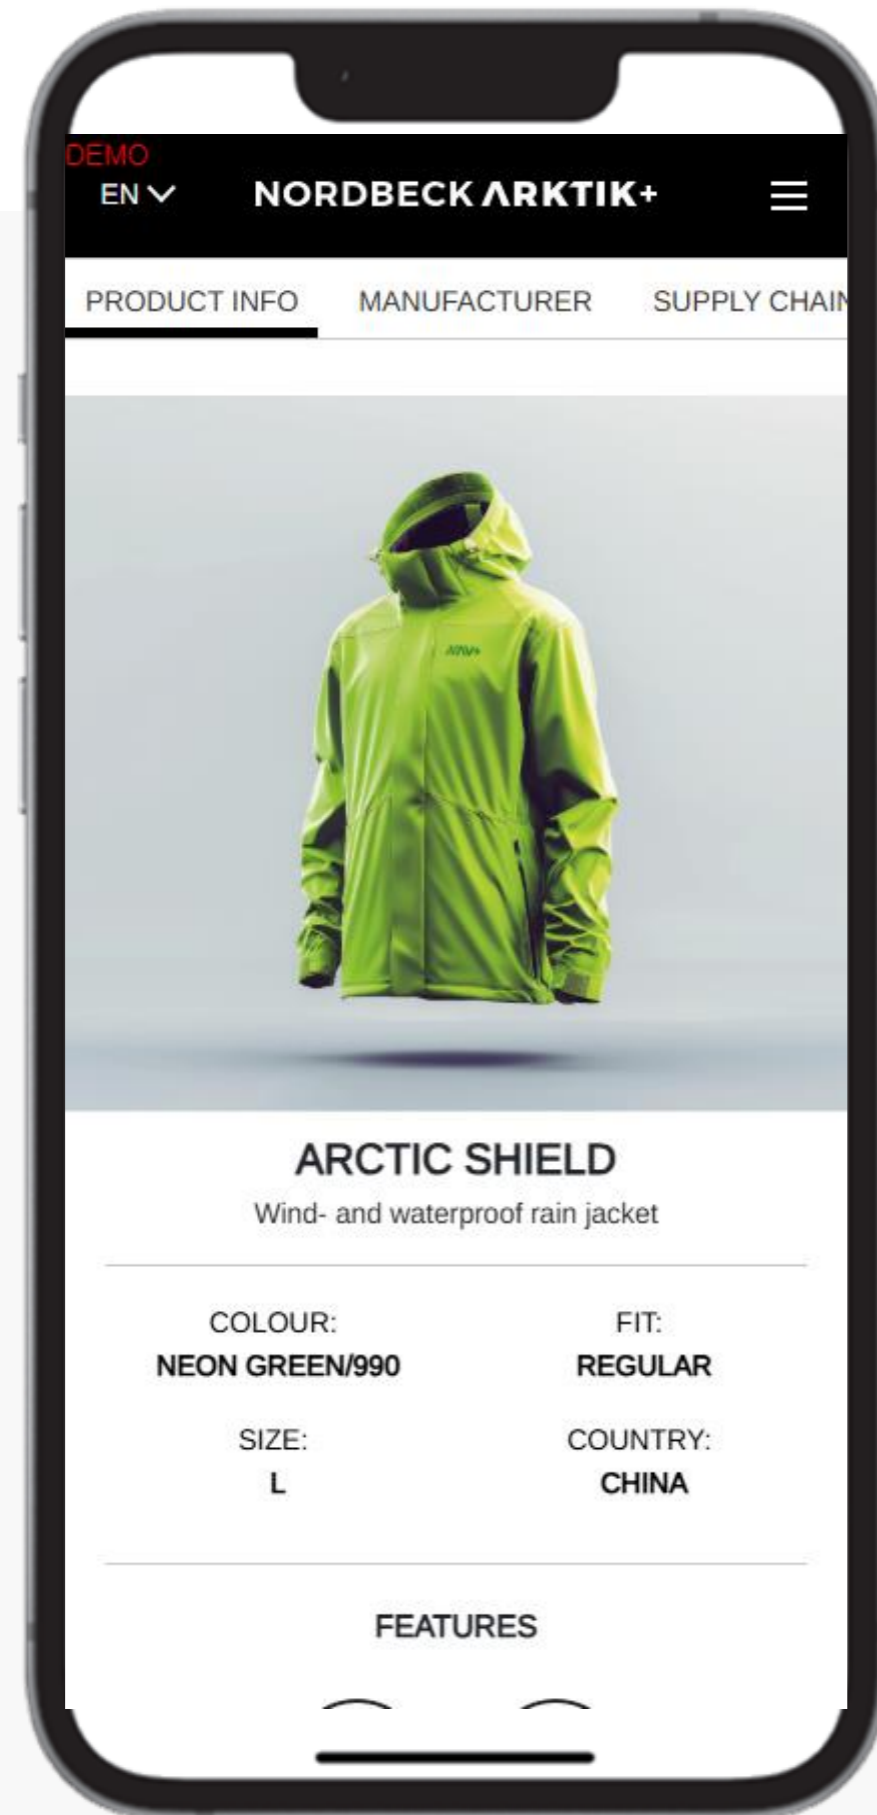 DEMO
EN
NORDBECK ARKTIK+
PRODUCT INFO MANUFACTURER SUPPLY CHAIN
ARCTIC SHIELD
Wind- and waterproof rain jacket
COLOUR: FIT:
NEON GREEN/990 REGULAR
SIZE: COUNTRY:
L CHINA
FEATURES